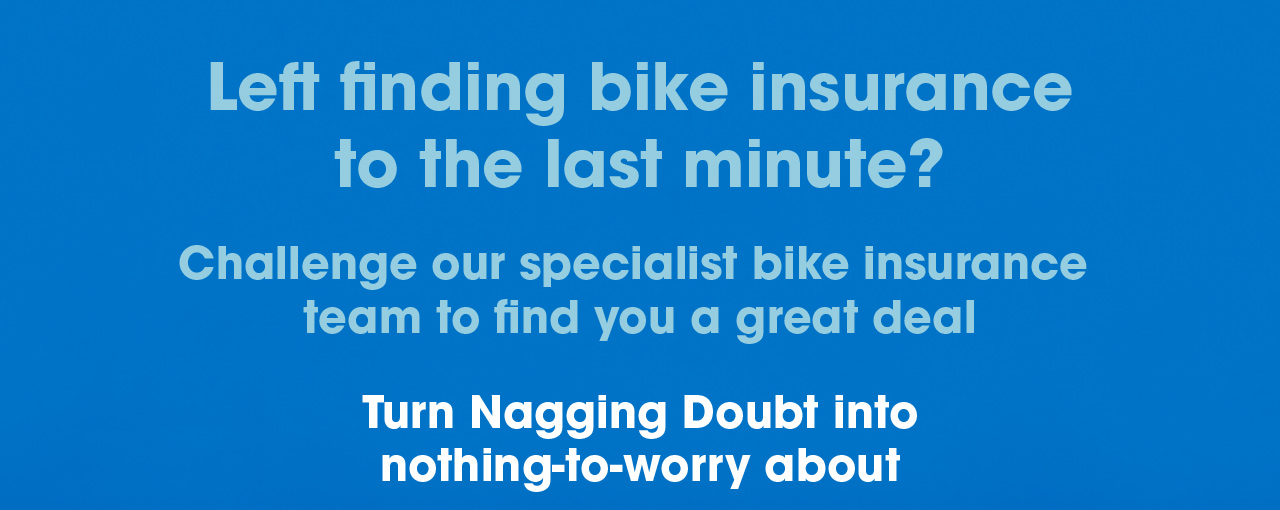 Left finding bike insurance
to the last minute?
Challenge our specialist bike insurance
team to find you a great deal
Turn Nagging Doubt into
nothing-to-worry about